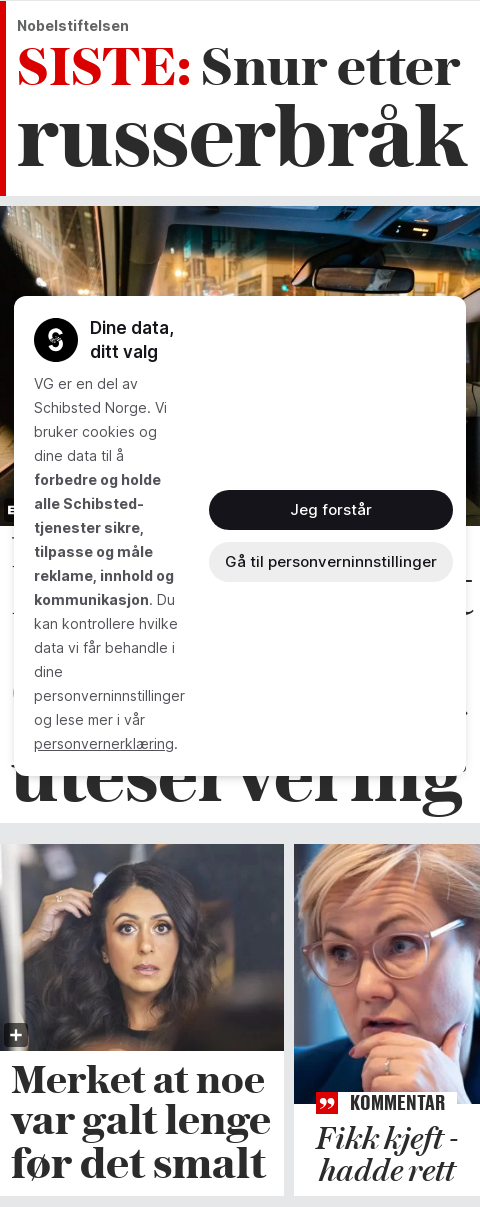 Nobelstiftelsen
SISTE: Snur etter
russerbråk
Dine data,
ditt valg
VG er en del av
Schibsted Norge. Vi
bruker cookies og
dine data til å
forbedre og holde
alle Schibsted-
tjenester sikre,
tilpasse og måle
reklame, innhold og
kommunikasjon. Du
kan kontrollere hvilke
data vi får behandle i
dine
personverninnstillinger
og lese mer i vår
personvernerklæring.
Jeg forstår
Gå til personverninnstillinger
uteservering
Merket at noe
var galt lenge
før det smalt
KOMMENTAR
Fikk kjeft -
hadde rett